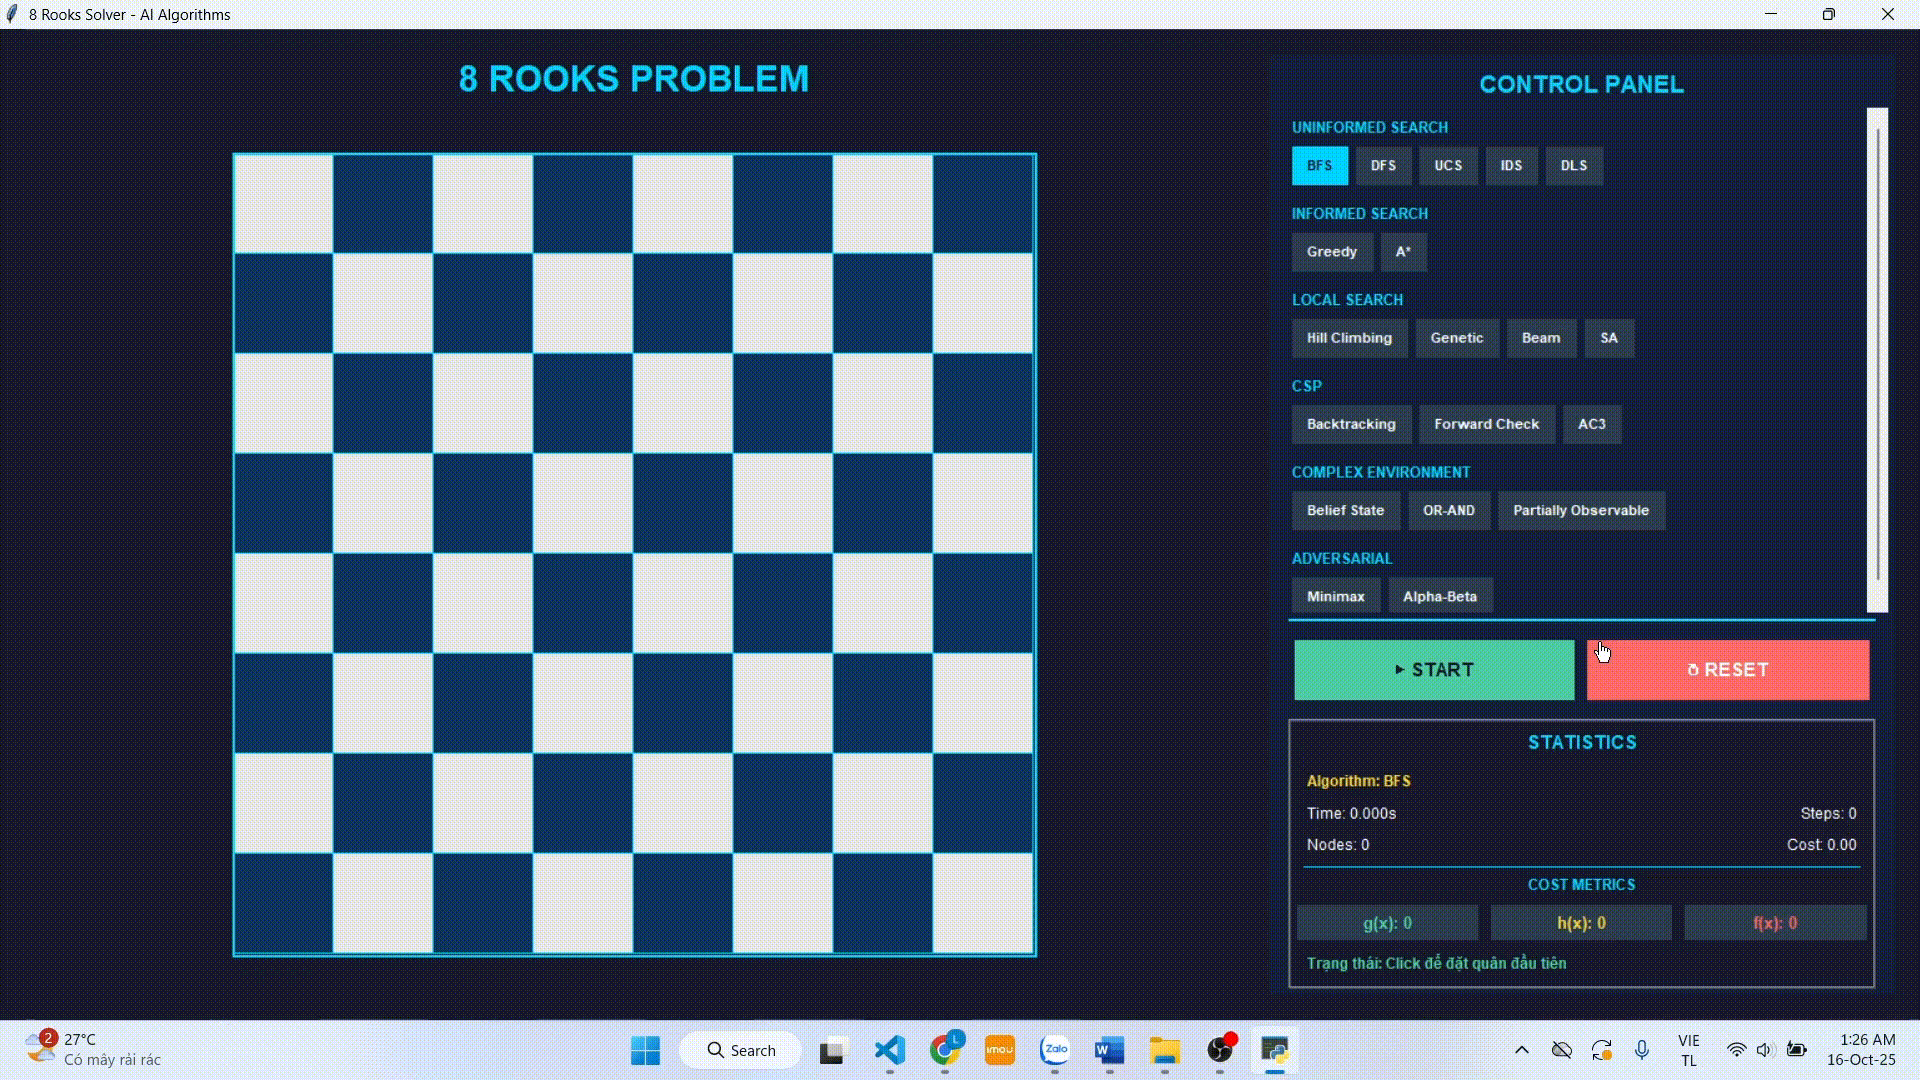 8 Rooks Solver - AI Algorithms
8 ROOKS PROBLEM
CONTROL PANEL
UNINFORMED SEARCH
BFS DFS UCS IDS DLS
INFORMED SEARCH
Greedy A*
LOCAL SEARCH
Hill Climbing Genetic Beam SA
CSP
Backtracking Forward Check AC3
COMPLEX ENVIRONMENT
Belief State OR-AND Partially Observable
ADVERSARIAL
Minimax Alpha-Beta
START RESET
STATISTICS
Algorithm: BFS
Time: 0.000s Steps: 0
Nodes: 0 Cost: 0.00
COST METRICS
g(x): 0 h(x): 0 f(x): 0
Trạng thái: Click để đặt quân đầu tiên
2 27°C
Có mây rải rác
Search
L
imou
Zalo
W
VIE
TL
1:26 AM
16-Oct-25